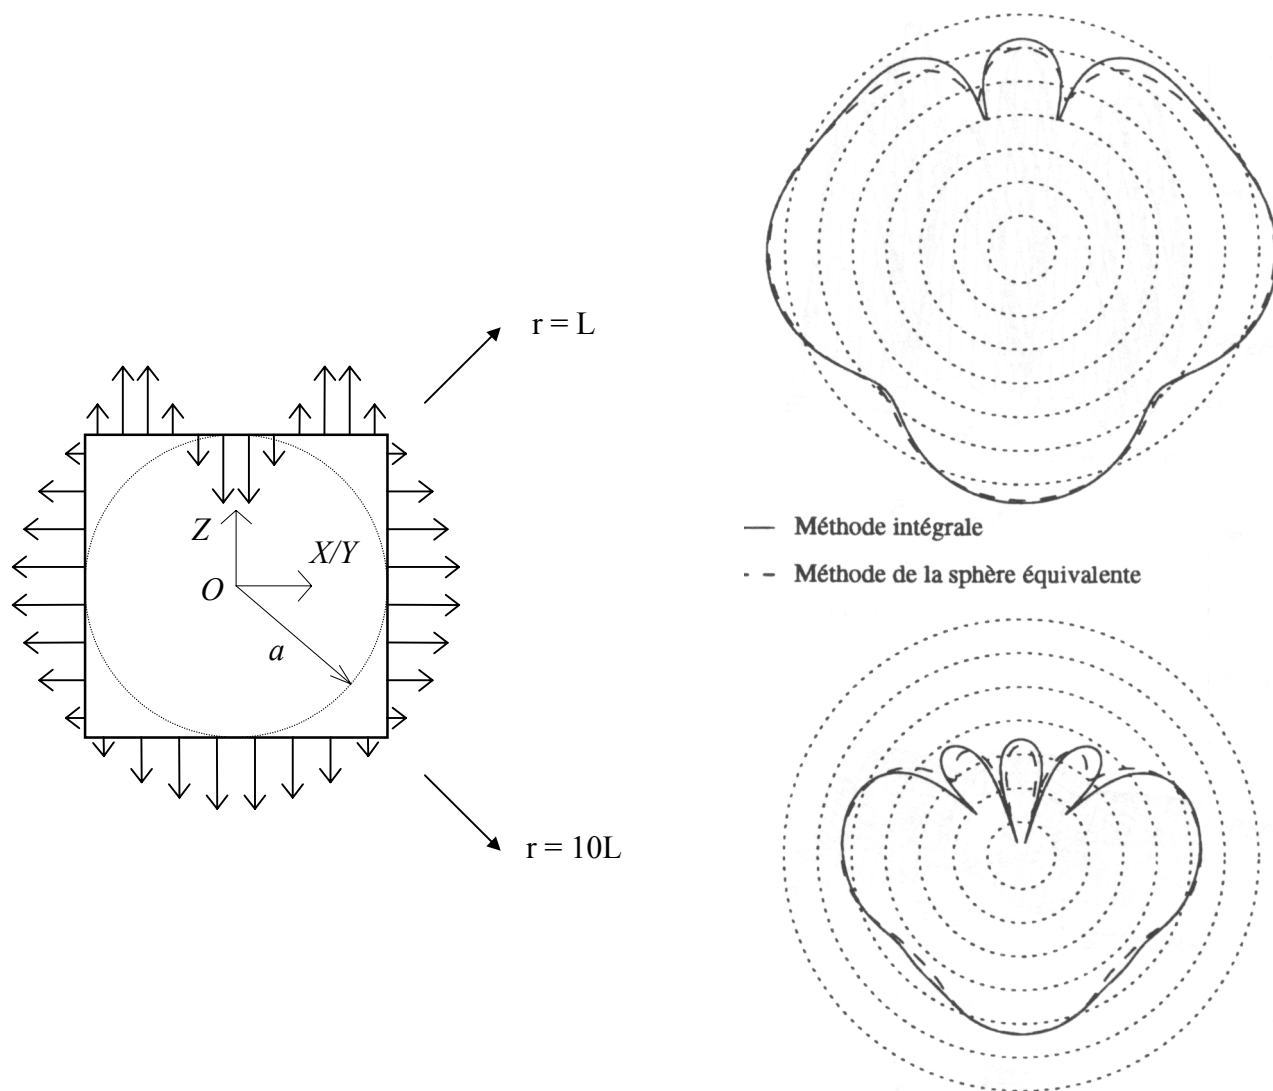 r = L
Z
X/Y
O
a
r = 10L
— Méthode intégrale
- - Méthode de la sphère équivalente